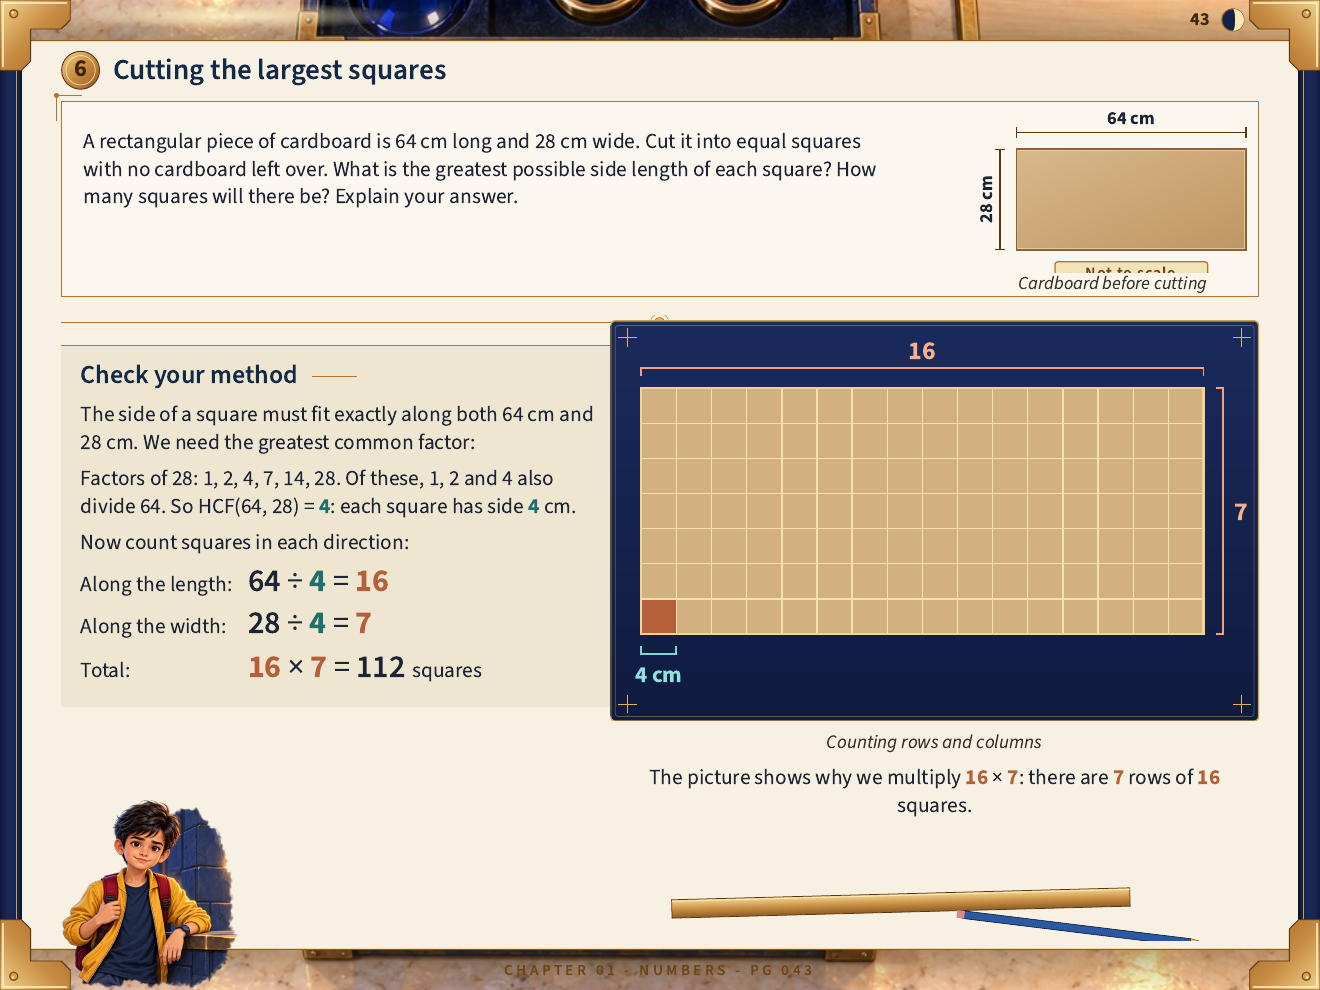 43
6
Cutting the largest squares
A rectangular piece of cardboard is 64 cm long and 28 cm wide. Cut it into equal squares
with no cardboard left over. What is the greatest possible side length of each square? How
many squares will there be? Explain your answer.
64 cm
28 cm
Not to scale
Cardboard before cutting
Check your method
The side of a square must fit exactly along both 64 cm and
28 cm. We need the greatest common factor:
Factors of 28: 1, 2, 4, 7, 14, 28. Of these, 1, 2 and 4 also
divide 64. So HCF(64, 28) = 4: each square has side 4 cm.
Now count squares in each direction:
Along the length: 64 ÷ 4 = 16
Along the width: 28 ÷ 4 = 7
Total: 16 × 7 = 112 squares
16
7
4 cm
Counting rows and columns
The picture shows why we multiply 16 × 7: there are 7 rows of 16
squares.
CHAPTER 01 - NUMBERS - PG 043